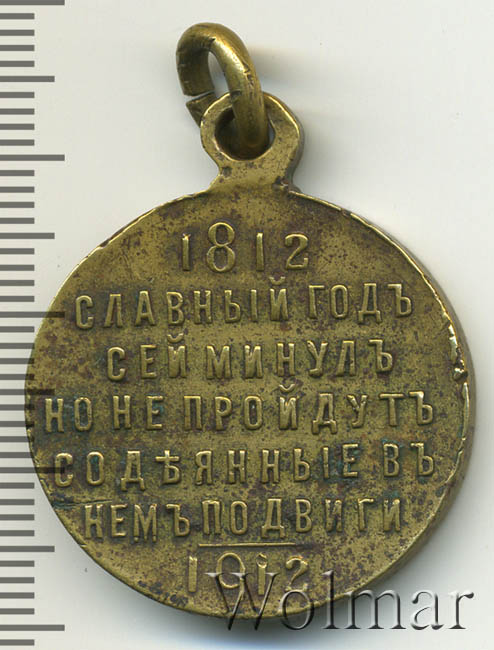 1812
СЛАВНЫЙ ГОДЪ
СЕЙ МИНУЛЪ
НО НЕ ПРОЙДУТЪ
СОДѢЯННЫЕ ВЪ
НЕМЪ ПОДВИГИ
1912
Wolmar